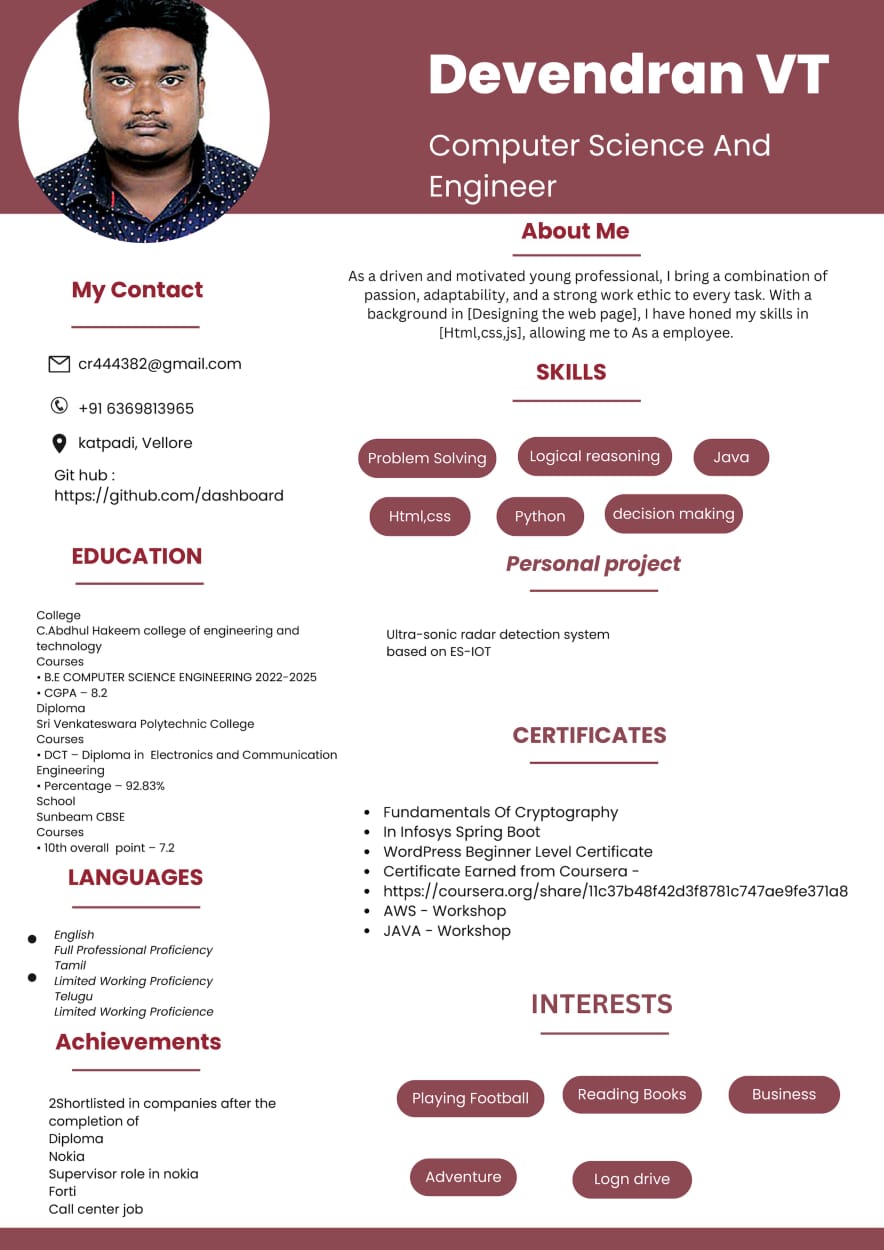 Devendran VT
Computer Science And
Engineer
My Contact
cr444382@gmail.com
+91 6369813965
katpadi, Vellore
Git hub :
https://github.com/dashboard
EDUCATION
College
C.Abdhul Hakeem college of engineering and
technology
Courses
• B.E COMPUTER SCIENCE ENGINEERING 2022-2025
• CGPA – 8.2
Diploma
Sri Venkateswara Polytechnic College
Courses
• DCT – Diploma in  Electronics and Communication
Engineering
• Percentage – 92.83%
School
Sunbeam CBSE
Courses
• 10th overall  point – 7.2
LANGUAGES
English
Full Professional Proficiency
Tamil
Limited Working Proficiency
Telugu
Limited Working Proficience
Achievements
2Shortlisted in companies after the
completion of
Diploma
Nokia
Supervisor role in nokia
Forti
Call center job
About Me
As a driven and motivated young professional, I bring a combination of
passion, adaptability, and a strong work ethic to every task. With a
background in [Designing the web page], I have honed my skills in
[Html,css,js], allowing me to As a employee.
SKILLS
Problem Solving
Logical reasoning
Java
Html,css
Python
decision making
Personal project
Ultra-sonic radar detection system
based on ES-IOT
CERTIFICATES
• Fundamentals Of Cryptography
• In Infosys Spring Boot
• WordPress Beginner Level Certificate
• Certificate Earned from Coursera -
• https://coursera.org/share/11c37b48f42d3f8781c747ae9fe371a8
• AWS - Workshop
• JAVA - Workshop
INTERESTS
Playing Football
Reading Books
Business
Adventure
Logn drive